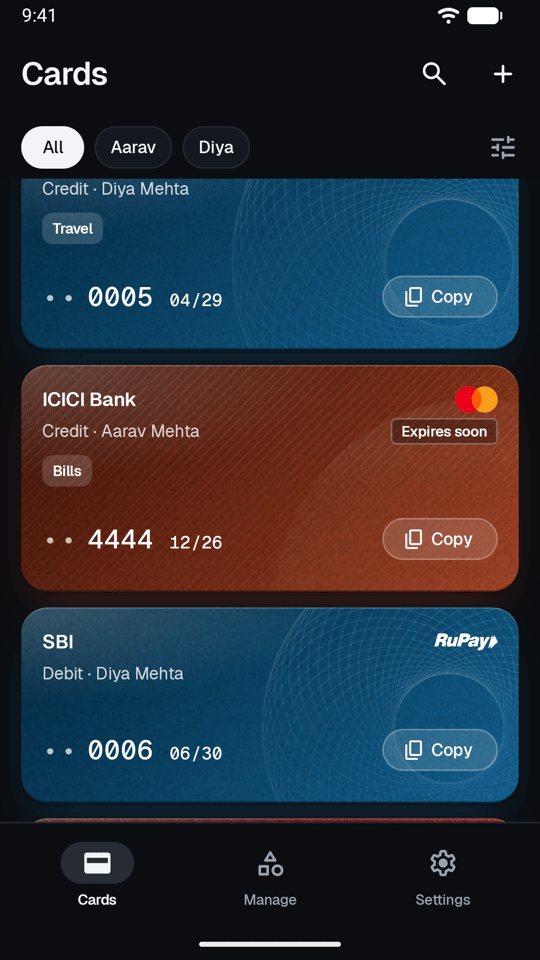 9:41
Cards
All
Aarav
Diya
Credit · Diya Mehta
Travel
•• 0005 04/29
Copy
ICICI Bank
Credit · Aarav Mehta
Expires soon
Bills
•• 4444 12/26
Copy
SBI
RuPay
Debit · Diya Mehta
•• 0006 06/30
Copy
Cards
Manage
Settings